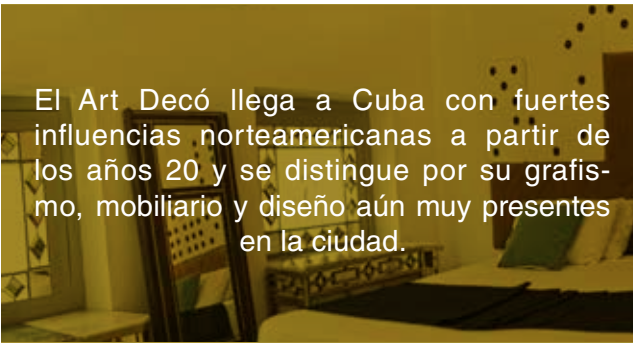 El Art Decó llega a Cuba con fuertes
influencias norteamericanas a partir de
los años 20 y se distingue por su grafis-
mo, mobiliario y diseño aún muy presentes
en la ciudad.